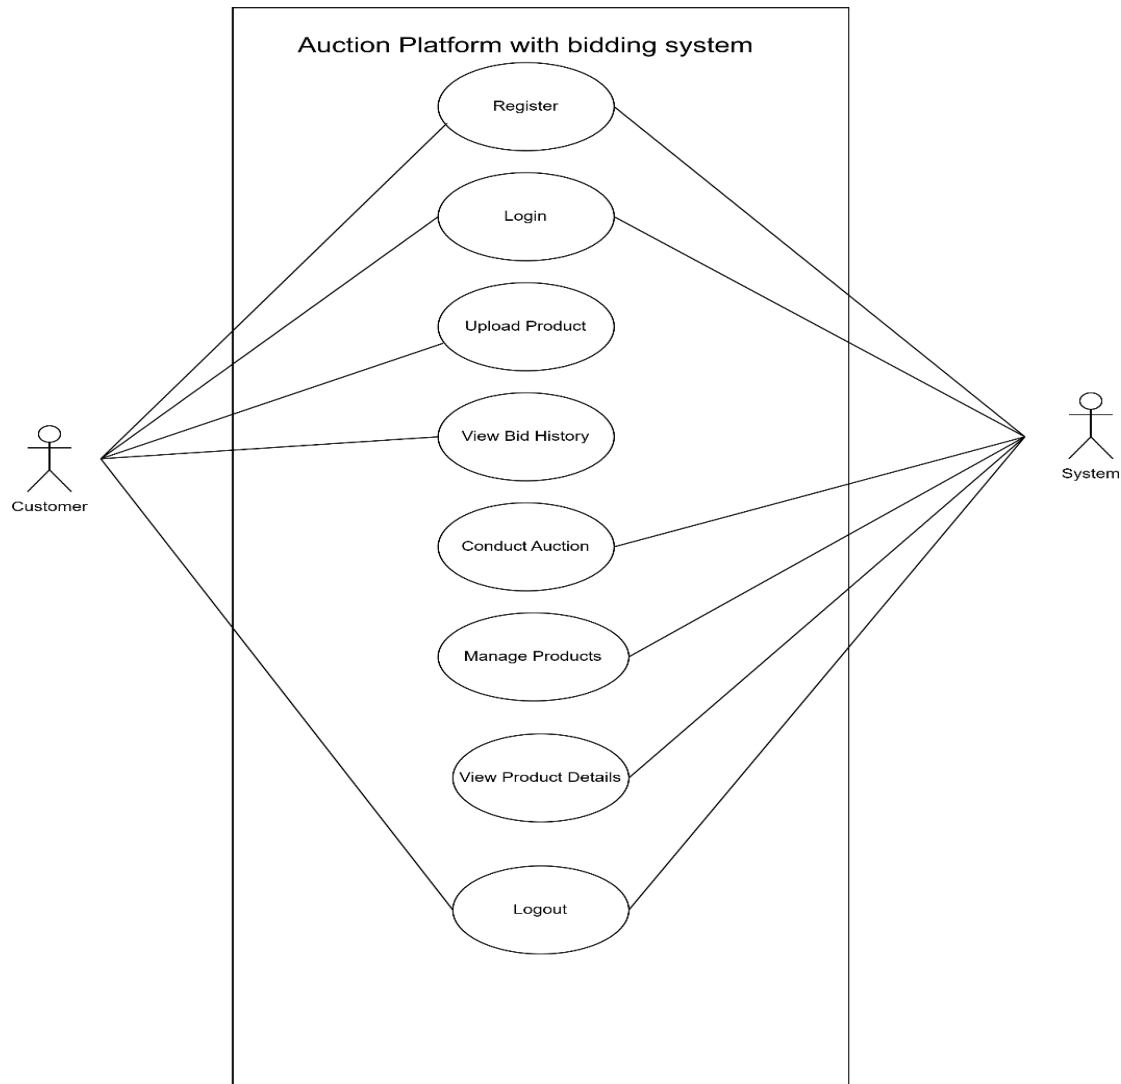 Auction Platform with bidding system
Register
Login
Upload Product
View Bid History
Customer
System
Conduct Auction
Manage Products
View Product Details
Logout